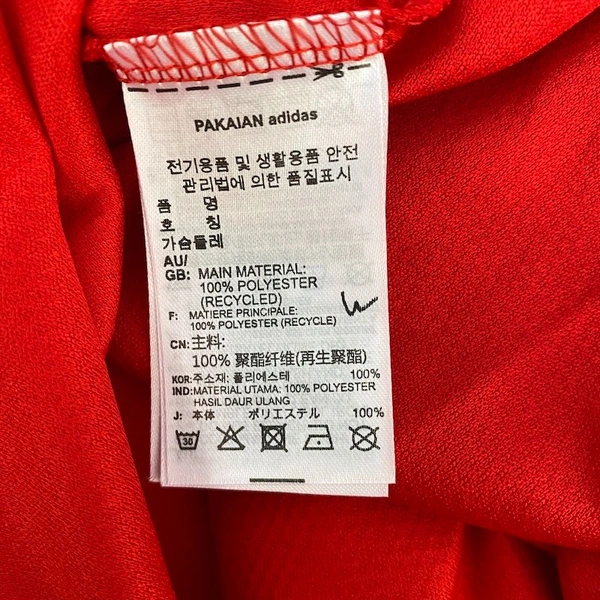 PAKAIAN adidas
전기용품 및 생활용품 안전
관리법에 의한 품질표시
품 명
호 칭
가슴둘레
AU/
GB: MAIN MATERIAL:
100% POLYESTER
(RECYCLED)
F: MATIERE PRINCIPALE:
100% POLYESTER (RECYCLE)
CN: 主料:
100% 聚酯纤维(再生聚酯)
KOR: 주소재: 폴리에스테 100%
IND: MATERIAL UTAMA: 100% POLYESTER
HASIL DAUR ULANG
J: 本体 ポリエステル 100%
30